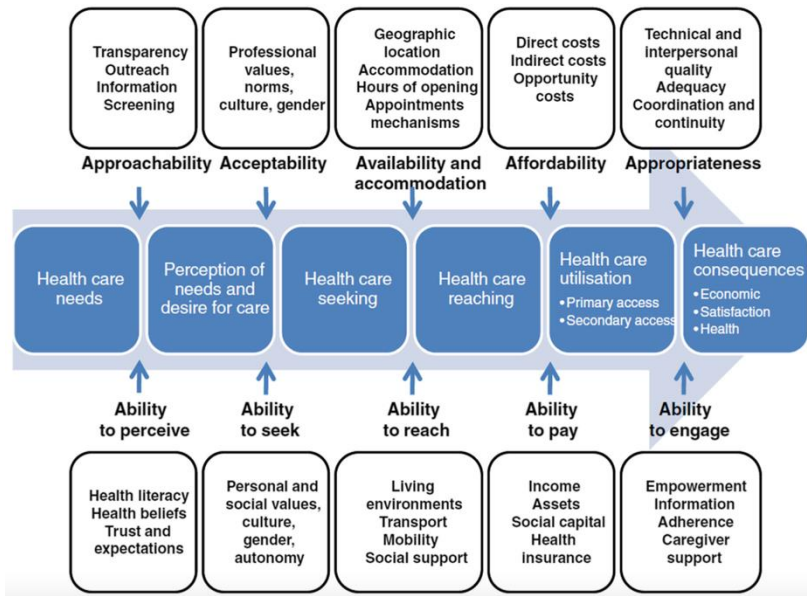 Transparency
Outreach
Information
Screening
Professional
values,
norms,
culture, gender
Geographic
location
Accommodation
Hours of opening
Appointments
mechanisms
Direct costs
Indirect costs
Opportunity
costs
Technical and
interpersonal
quality
Adequacy
Coordination and
continuity
Approachability
Acceptability
Availability and
accommodation
Affordability
Appropriateness
Health care
needs
Perception of
needs and
desire for care
Health care
seeking
Health care
reaching
Health care
utilisation
•Primary access
•Secondary access
Health care
consequences
•Economic
•Satisfaction
•Health
Ability
to perceive
Ability
to seek
Ability
to reach
Ability
to pay
Ability
to engage
Health literacy
Health beliefs
Trust and
expectations
Personal and
social values,
culture,
gender,
autonomy
Living
environments
Transport
Mobility
Social support
Income
Assets
Social capital
Health
insurance
Empowerment
Information
Adherence
Caregiver
support